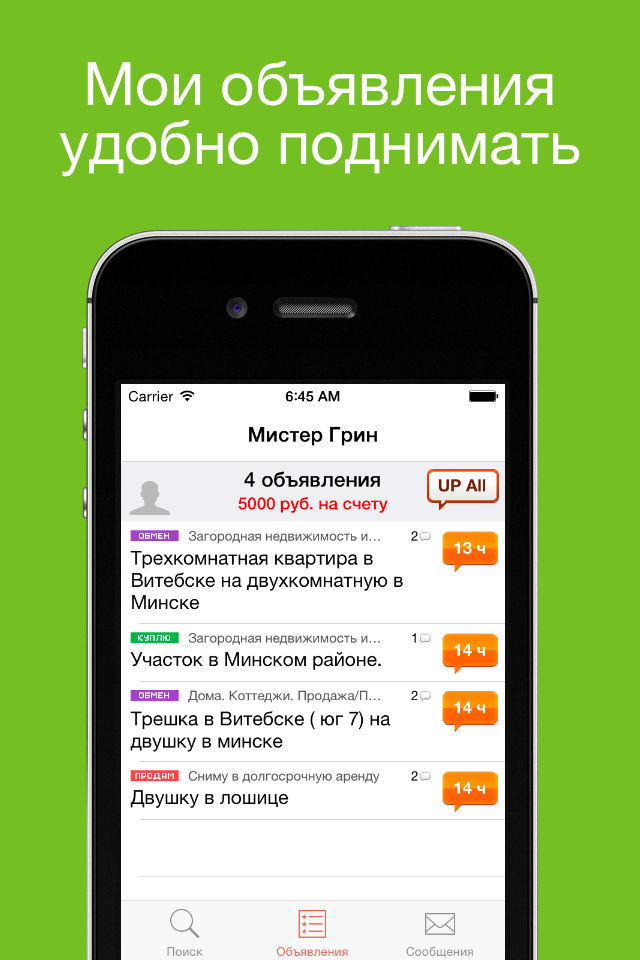 Мои объявления
удобно поднимать
Carrier
6:45 AM
Мистер Грин
4 объявления
5000 руб. на счету
UP All
ОБМЕН
Загородная недвижимость и...
2
13 ч
Трехкомнатная квартира в
Витебске на двухкомнатную в
Минске
КУПЛЮ
Загородная недвижимость и...
1
14 ч
Участок в Минском районе.
ОБМЕН
Дома. Коттеджи. Продажа/П...
2
14 ч
Трешка в Витебске ( юг 7) на
двушку в минске
ПРОДАМ
Сниму в долгосрочную аренду
2
14 ч
Двушку в лошице
Поиск
Объявления
Сообщения